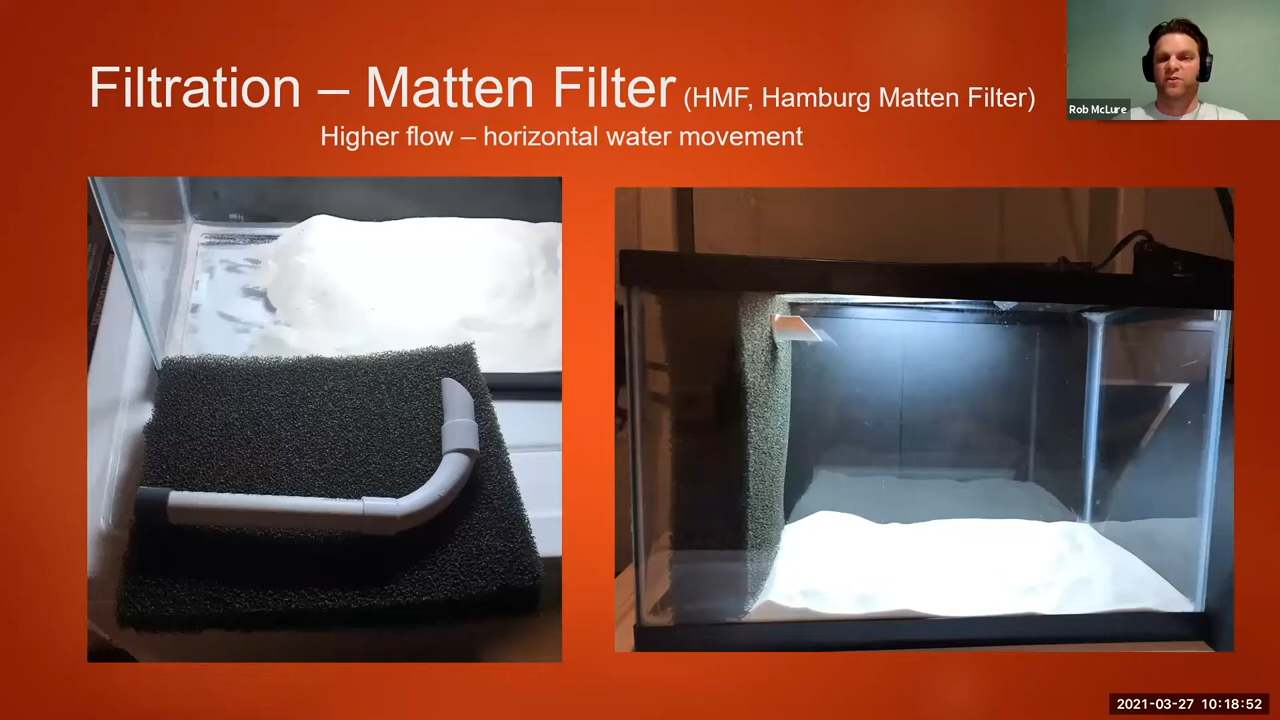 Filtration – Matten Filter (HMF, Hamburg Matten Filter)
Higher flow – horizontal water movement
Rob McLure
2021-03-27 10:18:52